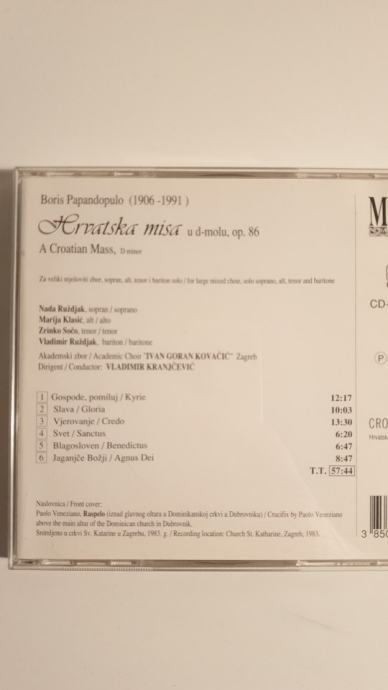 Boris Papandopulo (1906 -1991 )
Hrvatska misa u d-molu, op. 86
A Croatian Mass, D minor
Za veliki mješoviti zbor, sopran, alt, tenor i bariton solo / for large mixed choir, solo soprano, alt, tenor and baritone
Nada Ruždjak, sopran / soprano
Marija Klasić, alt / alto
Zrinko Sočo, tenor / tenor
Vladimir Ruždjak, bariton / baritone
Akademski zbor / Academic Choir "IVAN GORAN KOVAČIĆ" Zagreb
Dirigent / Conductor: VLADIMIR KRANJČEVIĆ
1 Gospode, pomiluj / Kyrie 12:17
2 Slava / Gloria 10:03
3 Vjerovanje / Credo 13:30
4 Svet / Sanctus 6:20
5 Blagosloven / Benedictus 6:47
6 Jaganjče Božji / Agnus Dei 8:47
T.T. 57:44
Naslovnica / Front cover:
Paolo Veneziano, Raspelo (iznad glavnog oltara u Dominikanskoj crkvi u Dubrovniku) / Crucifix by Paolo Veneziano
above the main altar of the Dominican church in Dubrovnik.
Snimljeno u crkvi Sv. Katarine u Zagrebu, 1983. g. / Recording location: Church St. Katharine, Zagreb, 1983.
M
CD-
P
CRO
Hrvatsk
3 850